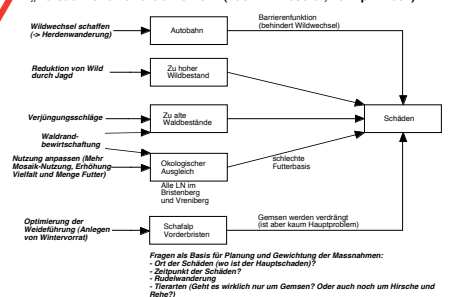 Wildwechsel schaffen
(-> Herdenwanderung)
Autobahn
Barrierenfunktion
(behindert Wildwechsel)
Reduktion von Wild
durch Jagd
Zu hoher
Wildbestand
Verjüngungsschläge
Zu alte
Waldbestände
Schäden
Waldrand-
bewirtschaftung
Nutzung anpassen (Mehr
Mosaik-Nutzung, Erhöhung
Vielfalt und Menge Futter)
Ökologischer
Ausgleich
schlechte
Futterbasis
Alle LN im
Bristenberg
und Vreniberg
Optimierung der
Weideführung (Anlegen
von Wintervorrat)
Schafalp
Vorderbristen
Gemsen werden verdrängt
(ist aber kaum Hauptproblem)
Fragen als Basis für Planung und Gewichtung der Massnahmen:
- Ort der Schäden (wo ist der Hauptschaden)?
- Zeitpunkt der Schäden?
- Rudelwanderung
- Tierarten (Geht es wirklich nur um Gemsen? Oder auch noch um Hirsche und
Rehe?)